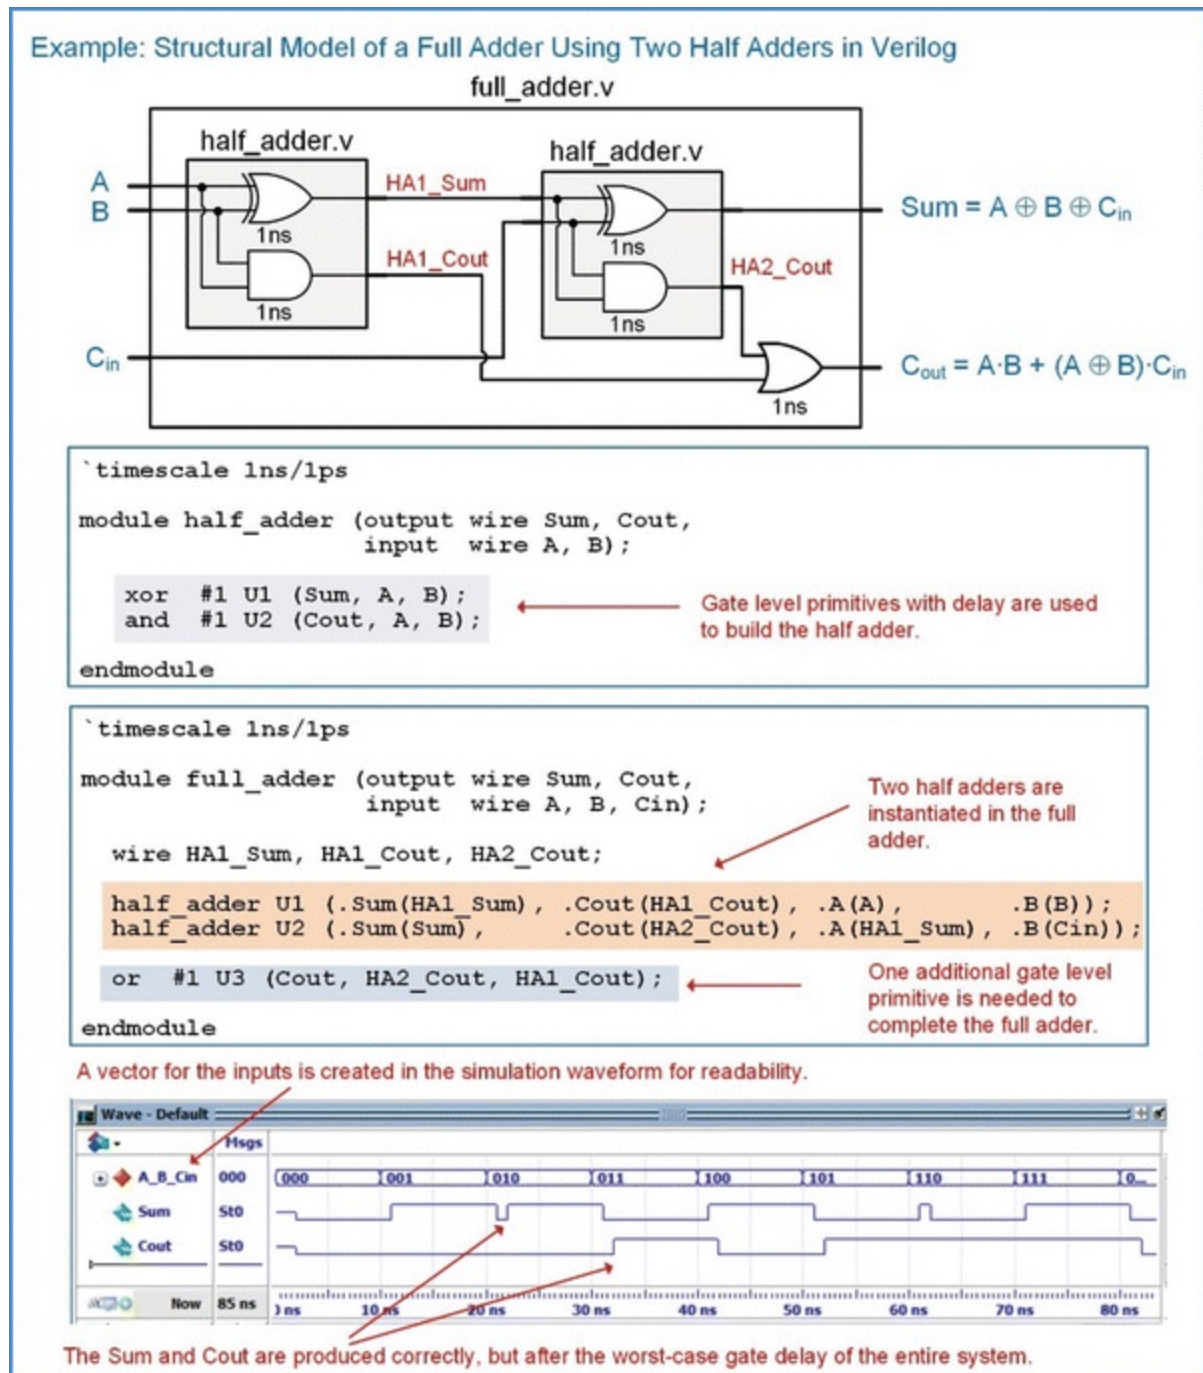 Example: Structural Model of a Full Adder Using Two Half Adders in Verilog
full_adder.v
half_adder.v
half_adder.v
A
B
HA1_Sum
1ns
1ns
Sum = A ⊕ B ⊕ Cin
HA1_Cout
HA2_Cout
1ns
1ns
Cin
Cout = A·B + (A ⊕ B)·Cin
1ns
`timescale 1ns/1ps
module half_adder (output wire Sum, Cout,
input wire A, B);
xor #1 U1 (Sum, A, B);
and #1 U2 (Cout, A, B);
Gate level primitives with delay are used
to build the half adder.
endmodule
`timescale 1ns/1ps
module full_adder (output wire Sum, Cout,
input wire A, B, Cin);
Two half adders are
instantiated in the full
adder.
wire HA1_Sum, HA1_Cout, HA2_Cout;
half_adder U1 (.Sum(HA1_Sum), .Cout(HA1_Cout), .A(A), .B(B));
half_adder U2 (.Sum(Sum), .Cout(HA2_Cout), .A(HA1_Sum), .B(Cin));
or #1 U3 (Cout, HA2_Cout, HA1_Cout);
One additional gate level
primitive is needed to
complete the full adder.
endmodule
A vector for the inputs is created in the simulation waveform for readability.
Wave - Default
Msgs
A_B_Cin 000 000 001 010 011 100 101 110 111 0...
Sum St0
Cout St0
Now 85 ns
10 ns 20 ns 30 ns 40 ns 50 ns 60 ns 70 ns 80 ns
The Sum and Cout are produced correctly, but after the worst-case gate delay of the entire system.